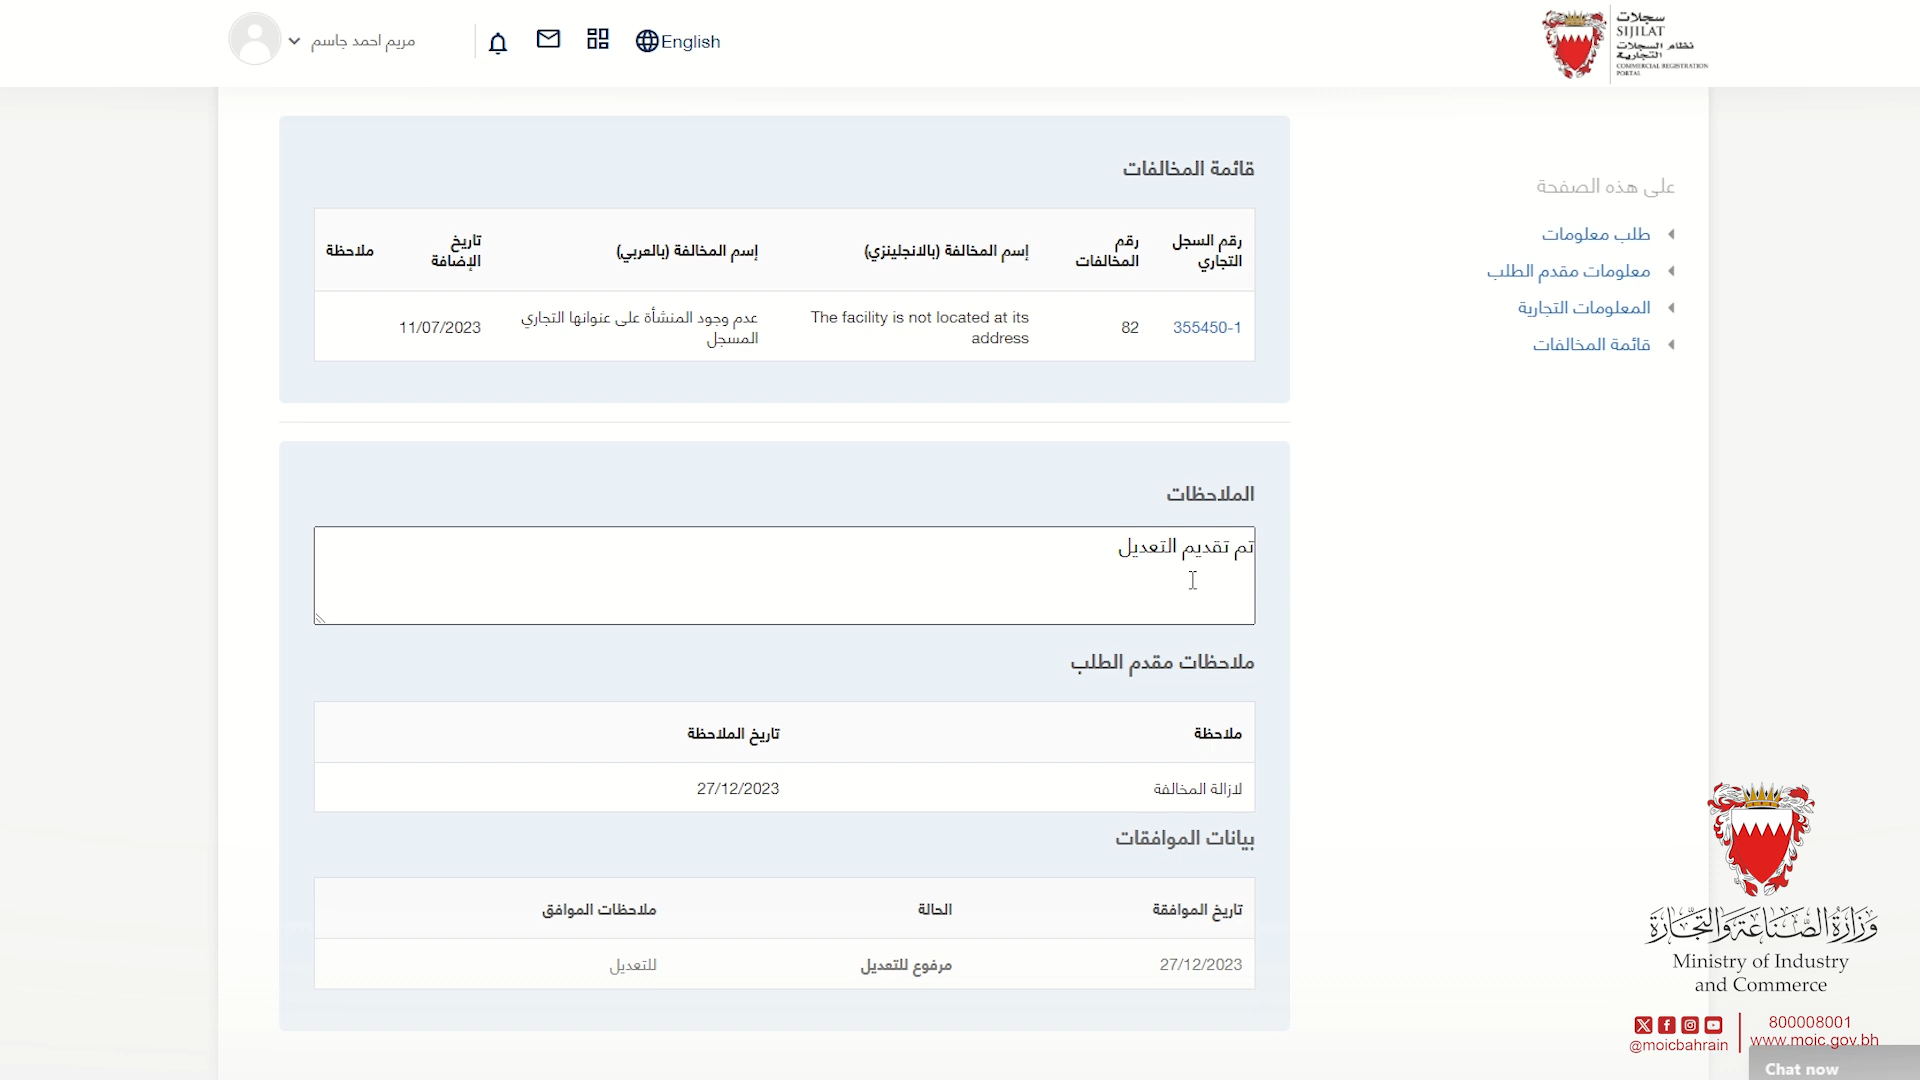 مريم احمد جاسم
English
سجلات
SIJILAT
نظام السجلات
التجارية
COMMERCIAL REGISTRATION
PORTAL
على هذه الصفحة
طلب معلومات
معلومات مقدم الطلب
المعلومات التجارية
قائمة المخالفات
قائمة المخالفات
رقم السجل التجاري
رقم المخالفات
إسم المخالفة (بالانجلينزي)
إسم المخالفة (بالعربي)
تاريخ الإضافة
ملاحظة
355450-1
82
The facility is not located at its
address
عدم وجود المنشأة على عنوانها التجاري
المسجل
11/07/2023
الملاحظات
تم تقديم التعديل
ملاحظات مقدم الطلب
ملاحظة
تاريخ الملاحظة
لازالة المخالفة
27/12/2023
بيانات الموافقات
تاريخ الموافقة
الحالة
ملاحظات الموافق
27/12/2023
مرفوع للتعديل
للتعديل
وزارة الصناعة والتجارة
Ministry of Industry
and Commerce
800008001
@moicbahrain
www.moic.gov.bh
Chat now